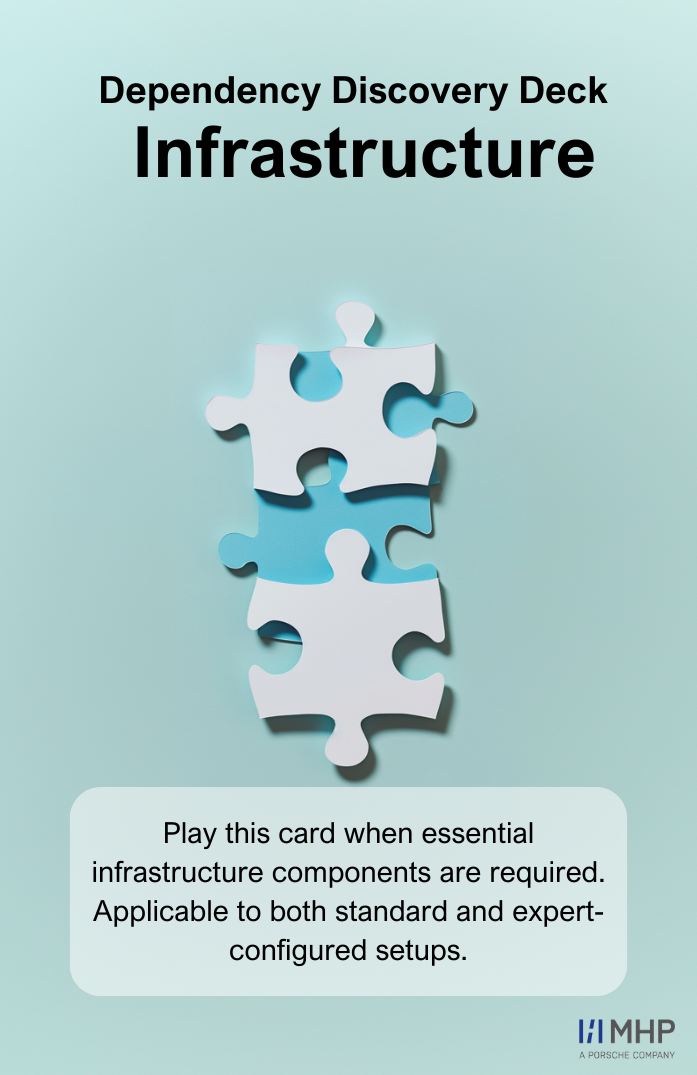 Dependency Discovery Deck
Infrastructure
Play this card when essential
infrastructure components are required.
Applicable to both standard and expert-
configured setups.
MHP
A PORSCHE COMPANY